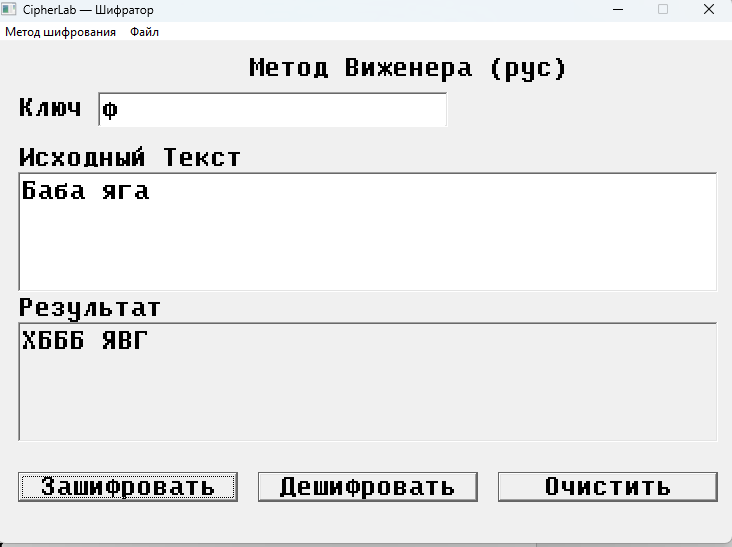 CipherLab — Шифратор
Метод шифрования Файл
Метод Виженера (рус)
Ключ ф
Исходный Текст
Баба яга
Результат
ХБББ ЯВГ
Зашифровать Дешифровать Очистить